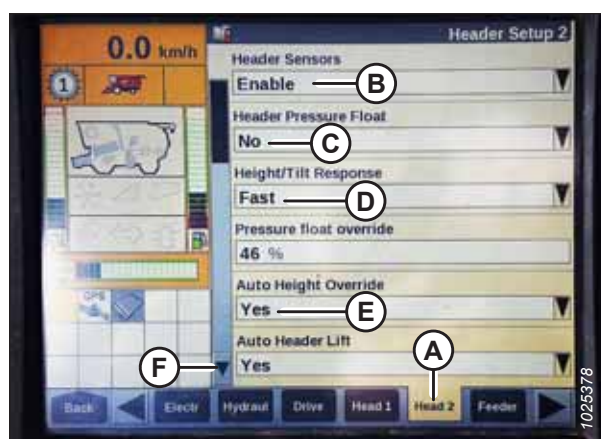 0.0 km/h
Header Setup 2
1
Header Sensors
Enable
B
Header Pressure Float
No
C
Height/Tilt Response
Fast
D
Pressure float override
46 %
Auto Height Override
Yes
E
GPS
Auto Header Lift
Yes
A
F
Back
Electr
Hydraul
Drive
Head 1
Head 2
Feeder
1025378